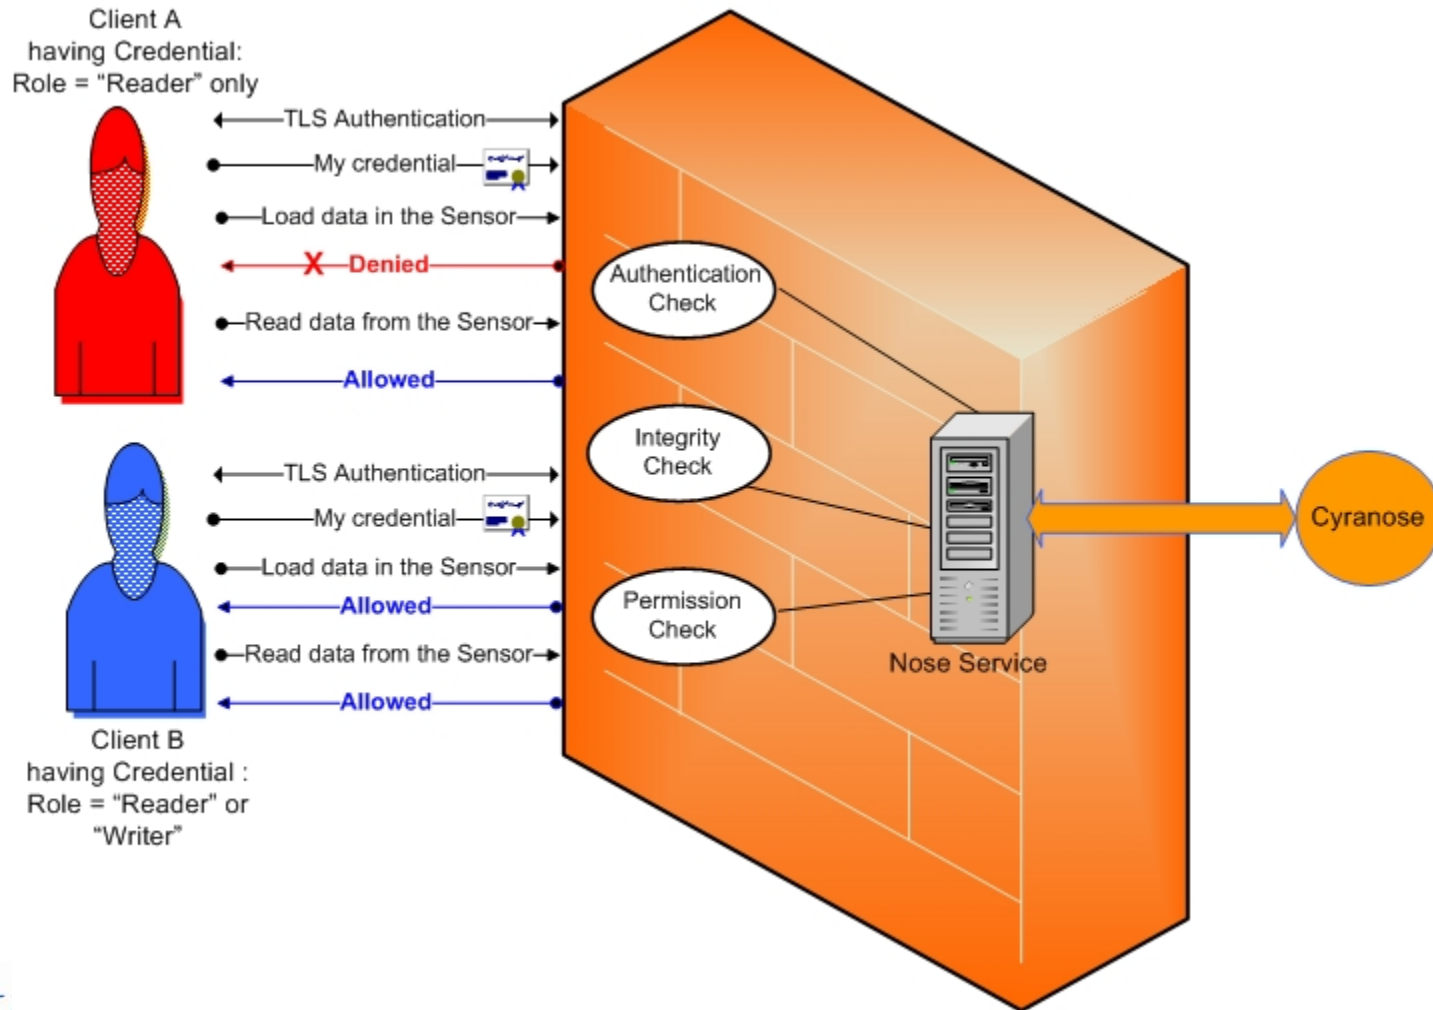 Client A
having Credential:
Role = “Reader” only
TLS Authentication
My credential
Load data in the Sensor
X Denied
Read data from the Sensor
Allowed
TLS Authentication
My credential
Load data in the Sensor
Allowed
Read data from the Sensor
Allowed
Client B
having Credential :
Role = “Reader” or
“Writer”
Authentication
Check
Integrity
Check
Permission
Check
Nose Service
Cyranose